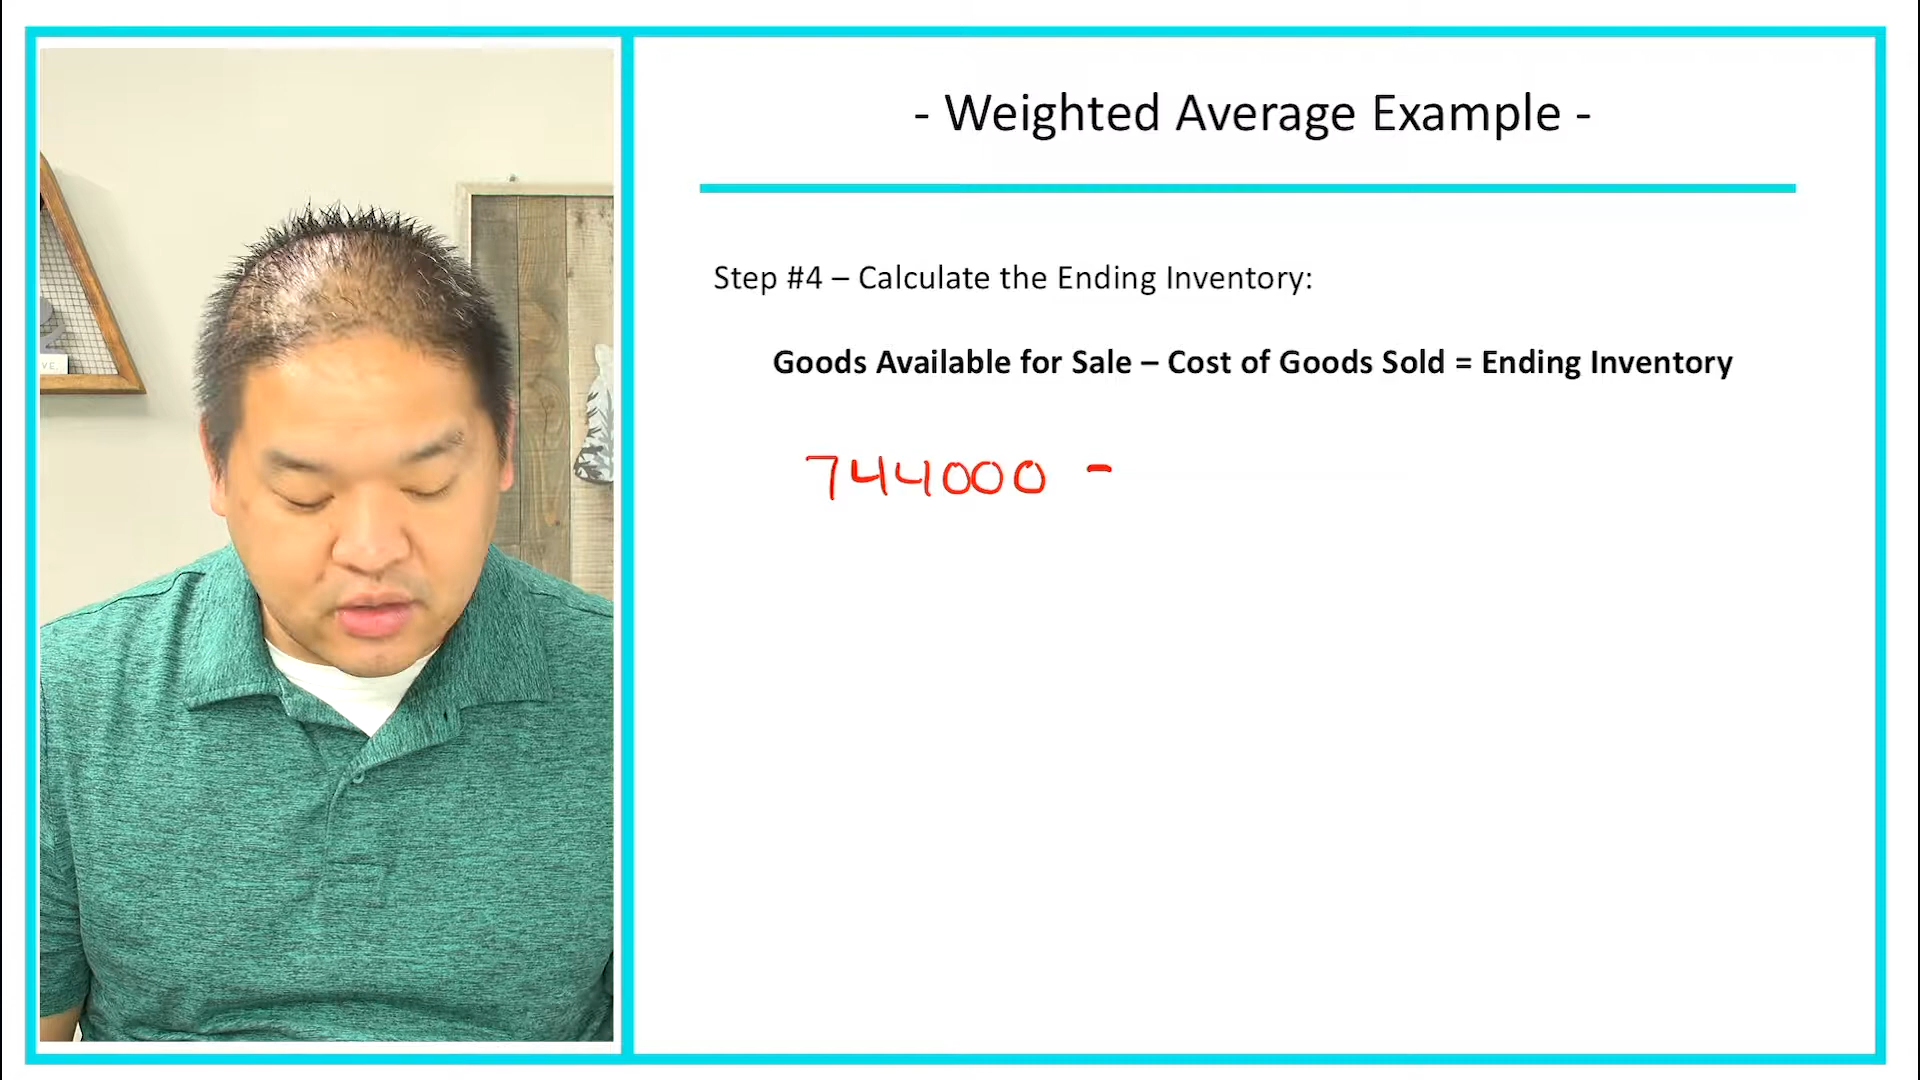 - Weighted Average Example -
Step #4 – Calculate the Ending Inventory:
Goods Available for Sale – Cost of Goods Sold = Ending Inventory
744000 -
VE.